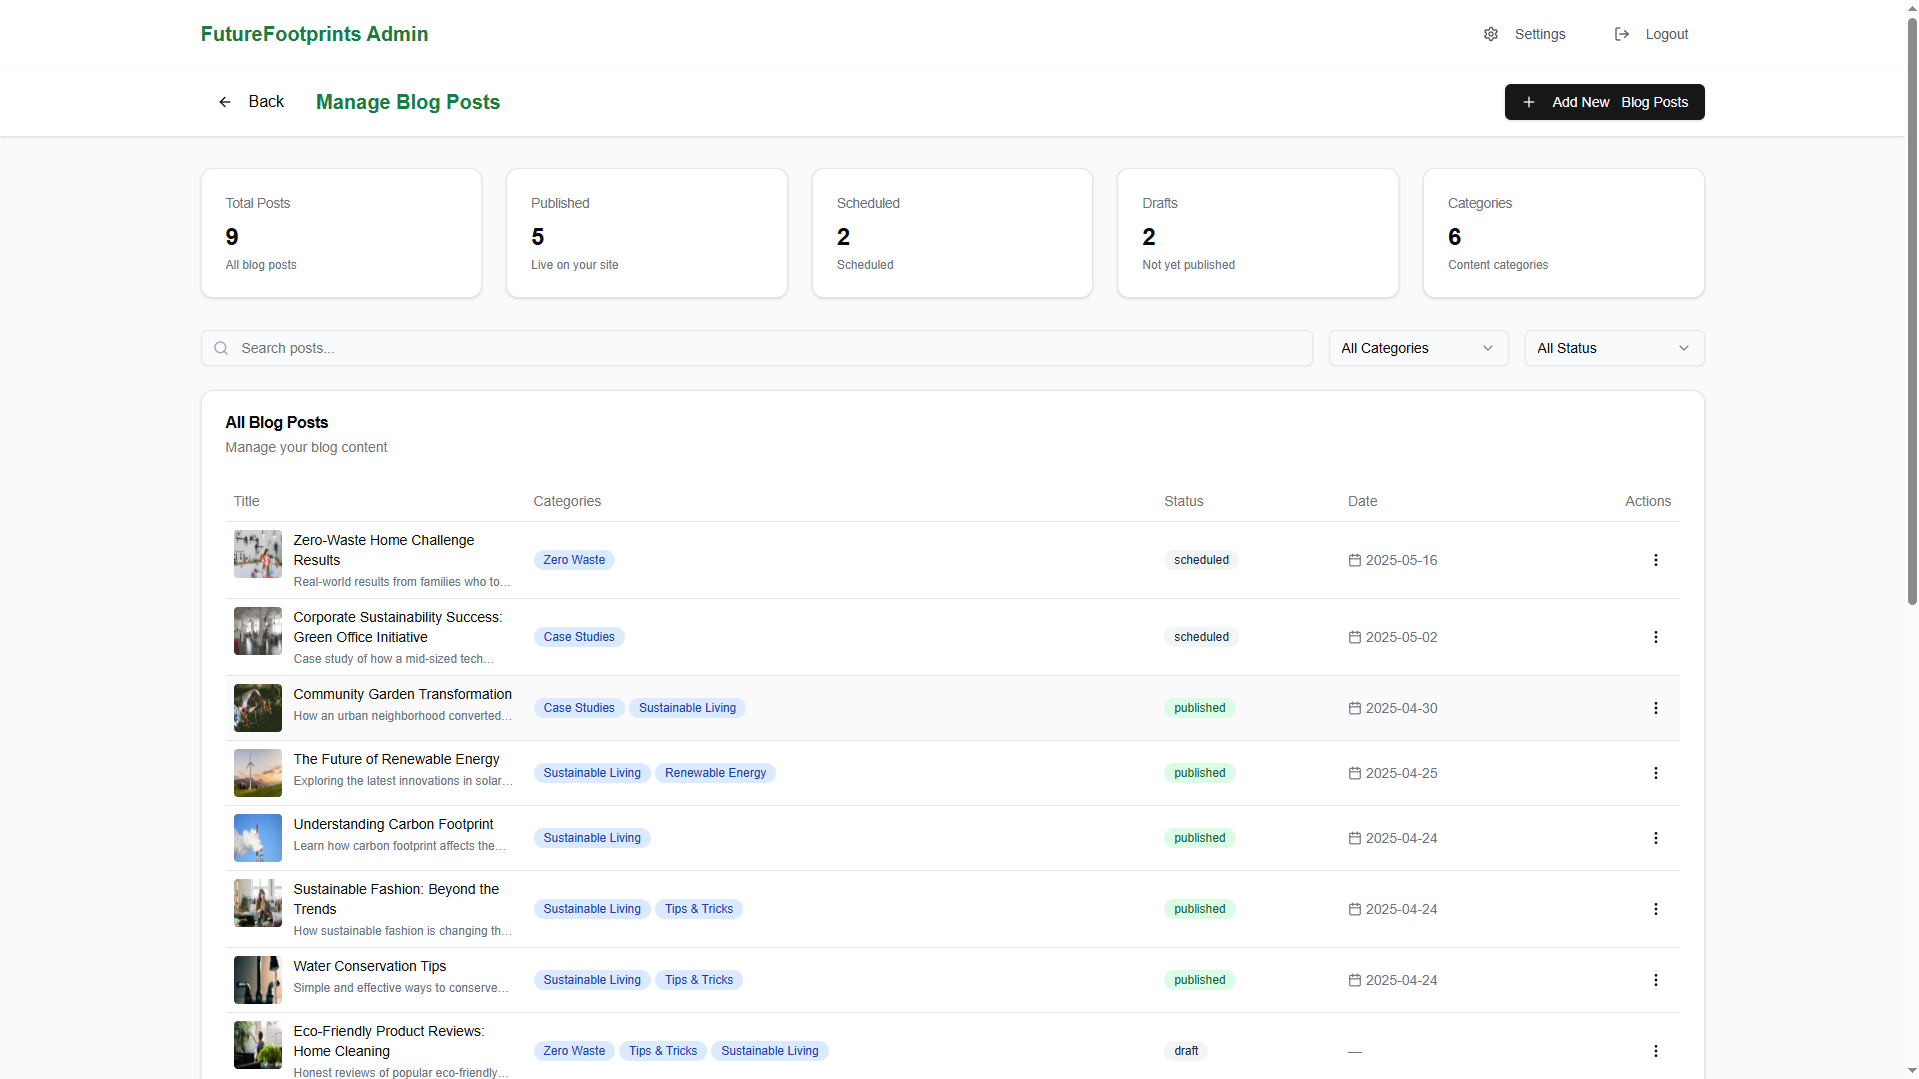 FutureFootprints Admin
Settings
Logout
Back
Manage Blog Posts
Add New Blog Posts
Total Posts
9
All blog posts
Published
5
Live on your site
Scheduled
2
Scheduled
Drafts
2
Not yet published
Categories
6
Content categories
Search posts...
All Categories
All Status
All Blog Posts
Manage your blog content
Title Categories Status Date Actions
Zero-Waste Home Challenge
Results
Real-world results from families who to...
Zero Waste
scheduled
2025-05-16
Corporate Sustainability Success:
Green Office Initiative
Case study of how a mid-sized tech...
Case Studies
scheduled
2025-05-02
Community Garden Transformation
How an urban neighborhood converted...
Case Studies Sustainable Living
published
2025-04-30
The Future of Renewable Energy
Exploring the latest innovations in solar...
Sustainable Living Renewable Energy
published
2025-04-25
Understanding Carbon Footprint
Learn how carbon footprint affects the...
Sustainable Living
published
2025-04-24
Sustainable Fashion: Beyond the
Trends
How sustainable fashion is changing th...
Sustainable Living Tips & Tricks
published
2025-04-24
Water Conservation Tips
Simple and effective ways to conserve...
Sustainable Living Tips & Tricks
published
2025-04-24
Eco-Friendly Product Reviews:
Home Cleaning
Honest reviews of popular eco-friendly...
Zero Waste Tips & Tricks Sustainable Living
draft
—